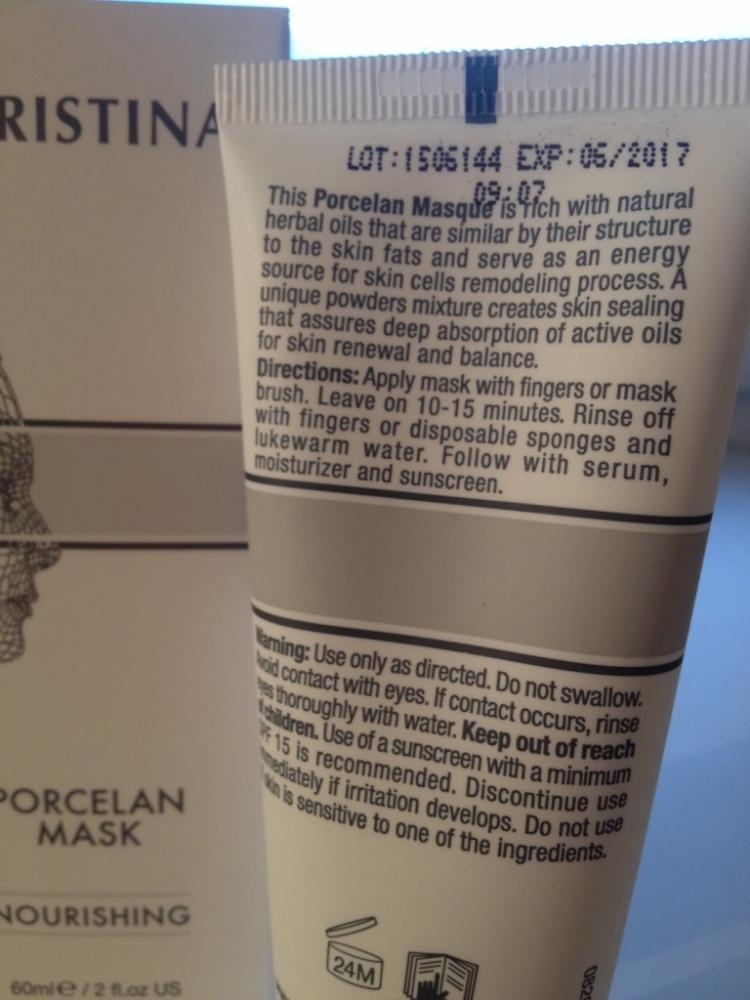 RISTINA
PORCELAN
MASK
NOURISHING
60ml e / 2 fl.oz US
LOT:1506144 EXP:06/2017
09:07
This Porcelan Masque is rich with natural
herbal oils that are similar by their structure
to the skin fats and serve as an energy
source for skin cells remodeling process. A
unique powders mixture creates skin sealing
that assures deep absorption of active oils
for skin renewal and balance.
Directions: Apply mask with fingers or mask
brush. Leave on 10-15 minutes. Rinse off
with fingers or disposable sponges and
lukewarm water. Follow with serum,
moisturizer and sunscreen.
Warning: Use only as directed. Do not swallow.
Avoid contact with eyes. If contact occurs, rinse
eyes thoroughly with water. Keep out of reach
of children. Use of a sunscreen with a minimum
SPF 15 is recommended. Discontinue use
mediately if irritation develops. Do not use
skin is sensitive to one of the ingredients.
24M